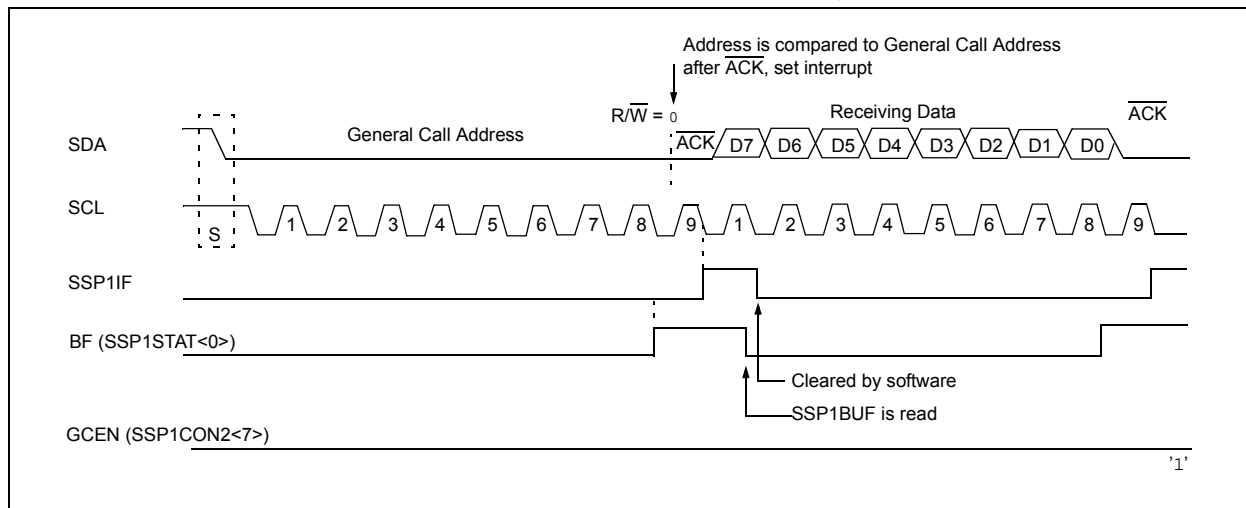 Address is compared to General Call Address
after ACK, set interrupt
R/W = 0
Receiving Data
ACK
General Call Address
SDA
ACK D7 D6 D5 D4 D3 D2 D1 D0
SCL
S
1 2 3 4 5 6 7 8 9 1 2 3 4 5 6 7 8 9
SSP1IF
BF (SSP1STAT<0>)
Cleared by software
SSP1BUF is read
GCEN (SSP1CON2<7>)
'1'